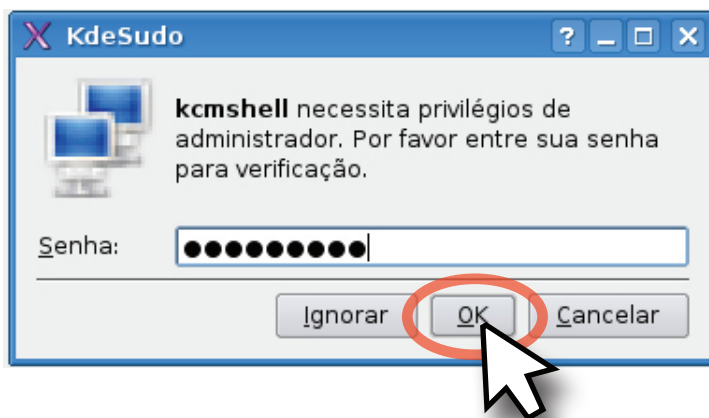 KdeSudo
kcmshell necessita privilégios de
administrador. Por favor entre sua senha
para verificação.
Senha: ●●●●●●●●●
Ignorar OK Cancelar